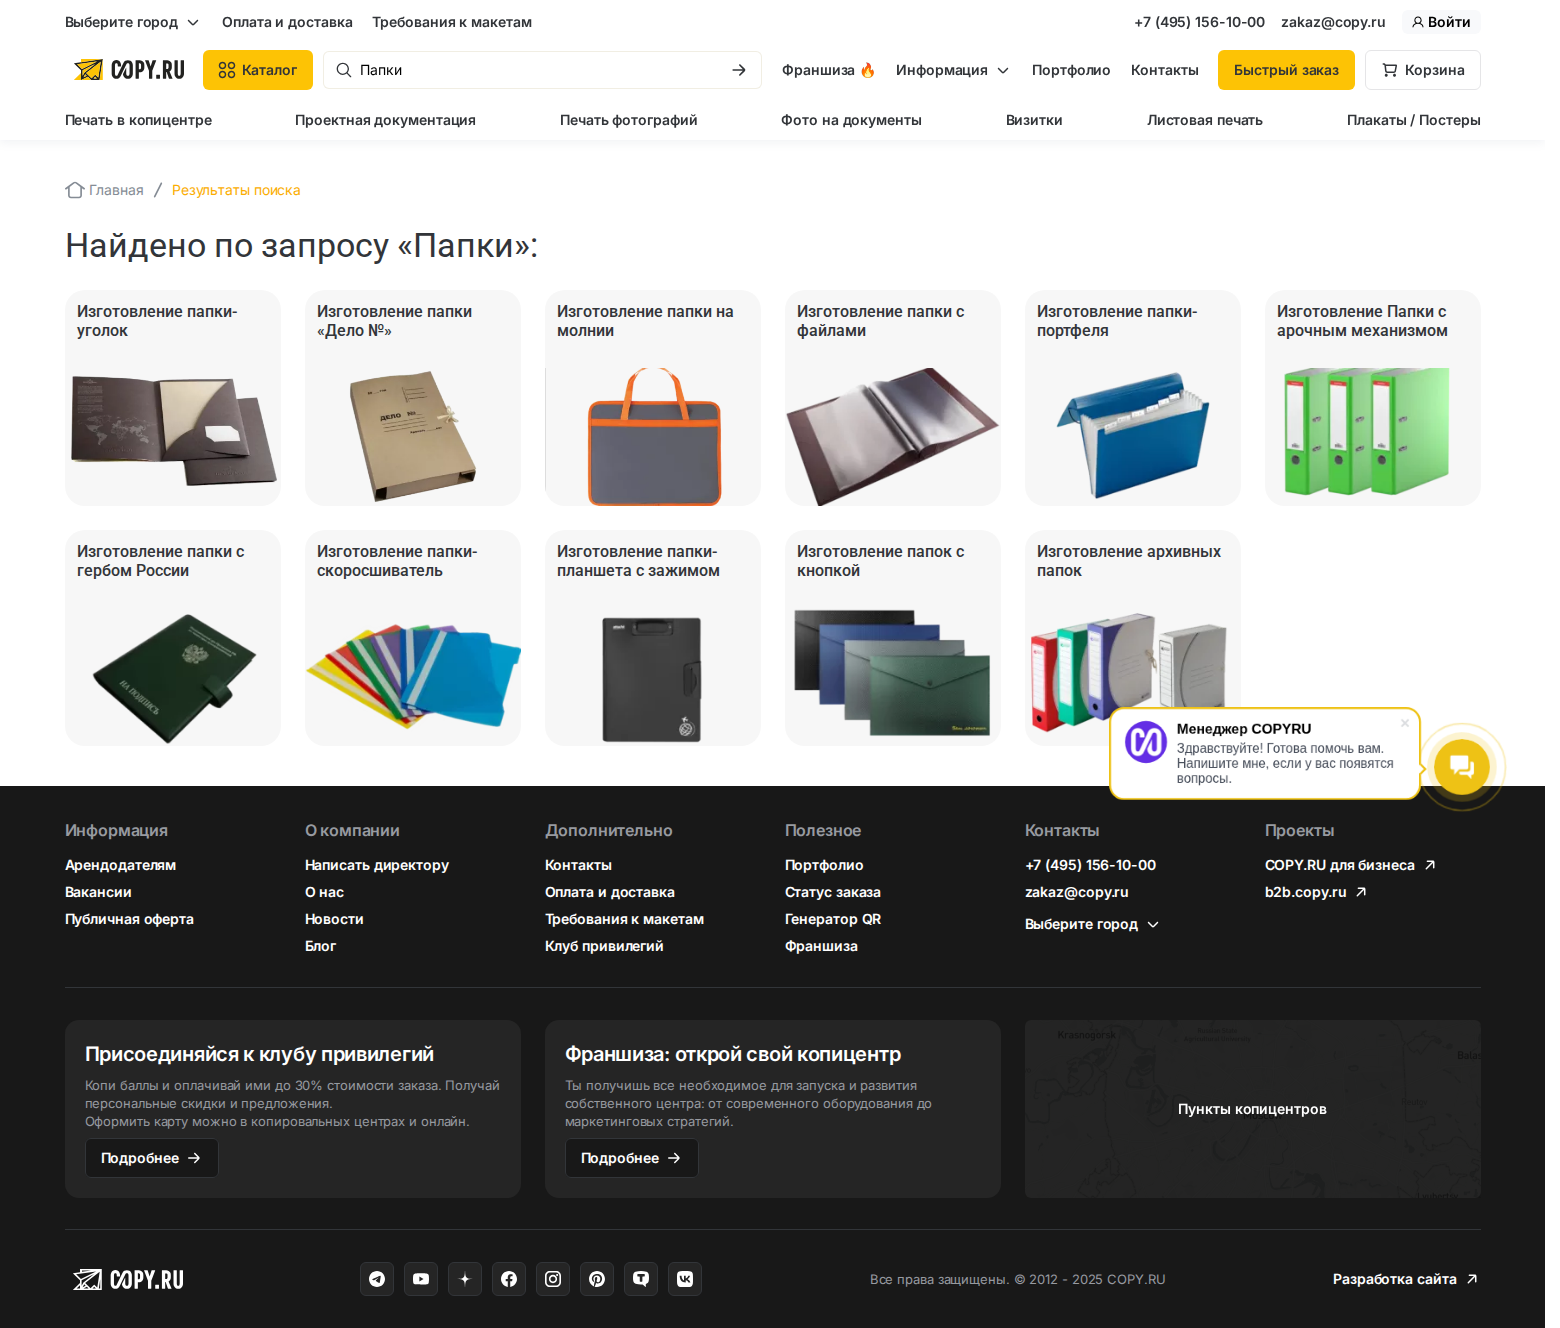 Выберите город
Оплата и доставка
Требования к макетам
+7 (495) 156-10-00
zakaz@copy.ru
Войти
COPY.RU
Каталог
Папки
Франшиза 🔥
Информация
Портфолио
Контакты
Быстрый заказ
Корзина
Печать в копицентре
Проектная документация
Печать фотографий
Фото на документы
Визитки
Листовая печать
Плакаты / Постеры
Главная / Результаты поиска
Найдено по запросу «Папки»:
Изготовление папки-
уголок
Изготовление папки
«Дело №»
ДЕЛО №
Изготовление папки на
молнии
Изготовление папки с
файлами
Изготовление папки-
портфеля
Изготовление Папки с
арочным механизмом
Изготовление папки с
гербом России
НА ПОДПИСЬ
Изготовление папки-
скоросшиватель
Изготовление папки-
планшета с зажимом
Изготовление папок с
кнопкой
Изготовление архивных
папок
Менеджер COPYRU
Здравствуйте! Готова помочь вам.
Напишите мне, если у вас появятся
вопросы.
Информация
Арендодателям
Вакансии
Публичная оферта
О компании
Написать директору
О нас
Новости
Блог
Дополнительно
Контакты
Оплата и доставка
Требования к макетам
Клуб привилегий
Полезное
Портфолио
Статус заказа
Генератор QR
Франшиза
Контакты
+7 (495) 156-10-00
zakaz@copy.ru
Выберите город
Проекты
COPY.RU для бизнеса
b2b.copy.ru
Присоединяйся к клубу привилегий
Копи баллы и оплачивай ими до 30% стоимости заказа. Получай
персональные скидки и предложения.
Оформить карту можно в копировальных центрах и онлайн.
Подробнее
Франшиза: открой свой копицентр
Ты получишь все необходимое для запуска и развития
собственного центра: от современного оборудования до
маркетинговых стратегий.
Подробнее
Krasnogorsk
Пункты копицентров
COPY.RU
Все права защищены. © 2012 - 2025 COPY.RU
Разработка сайта